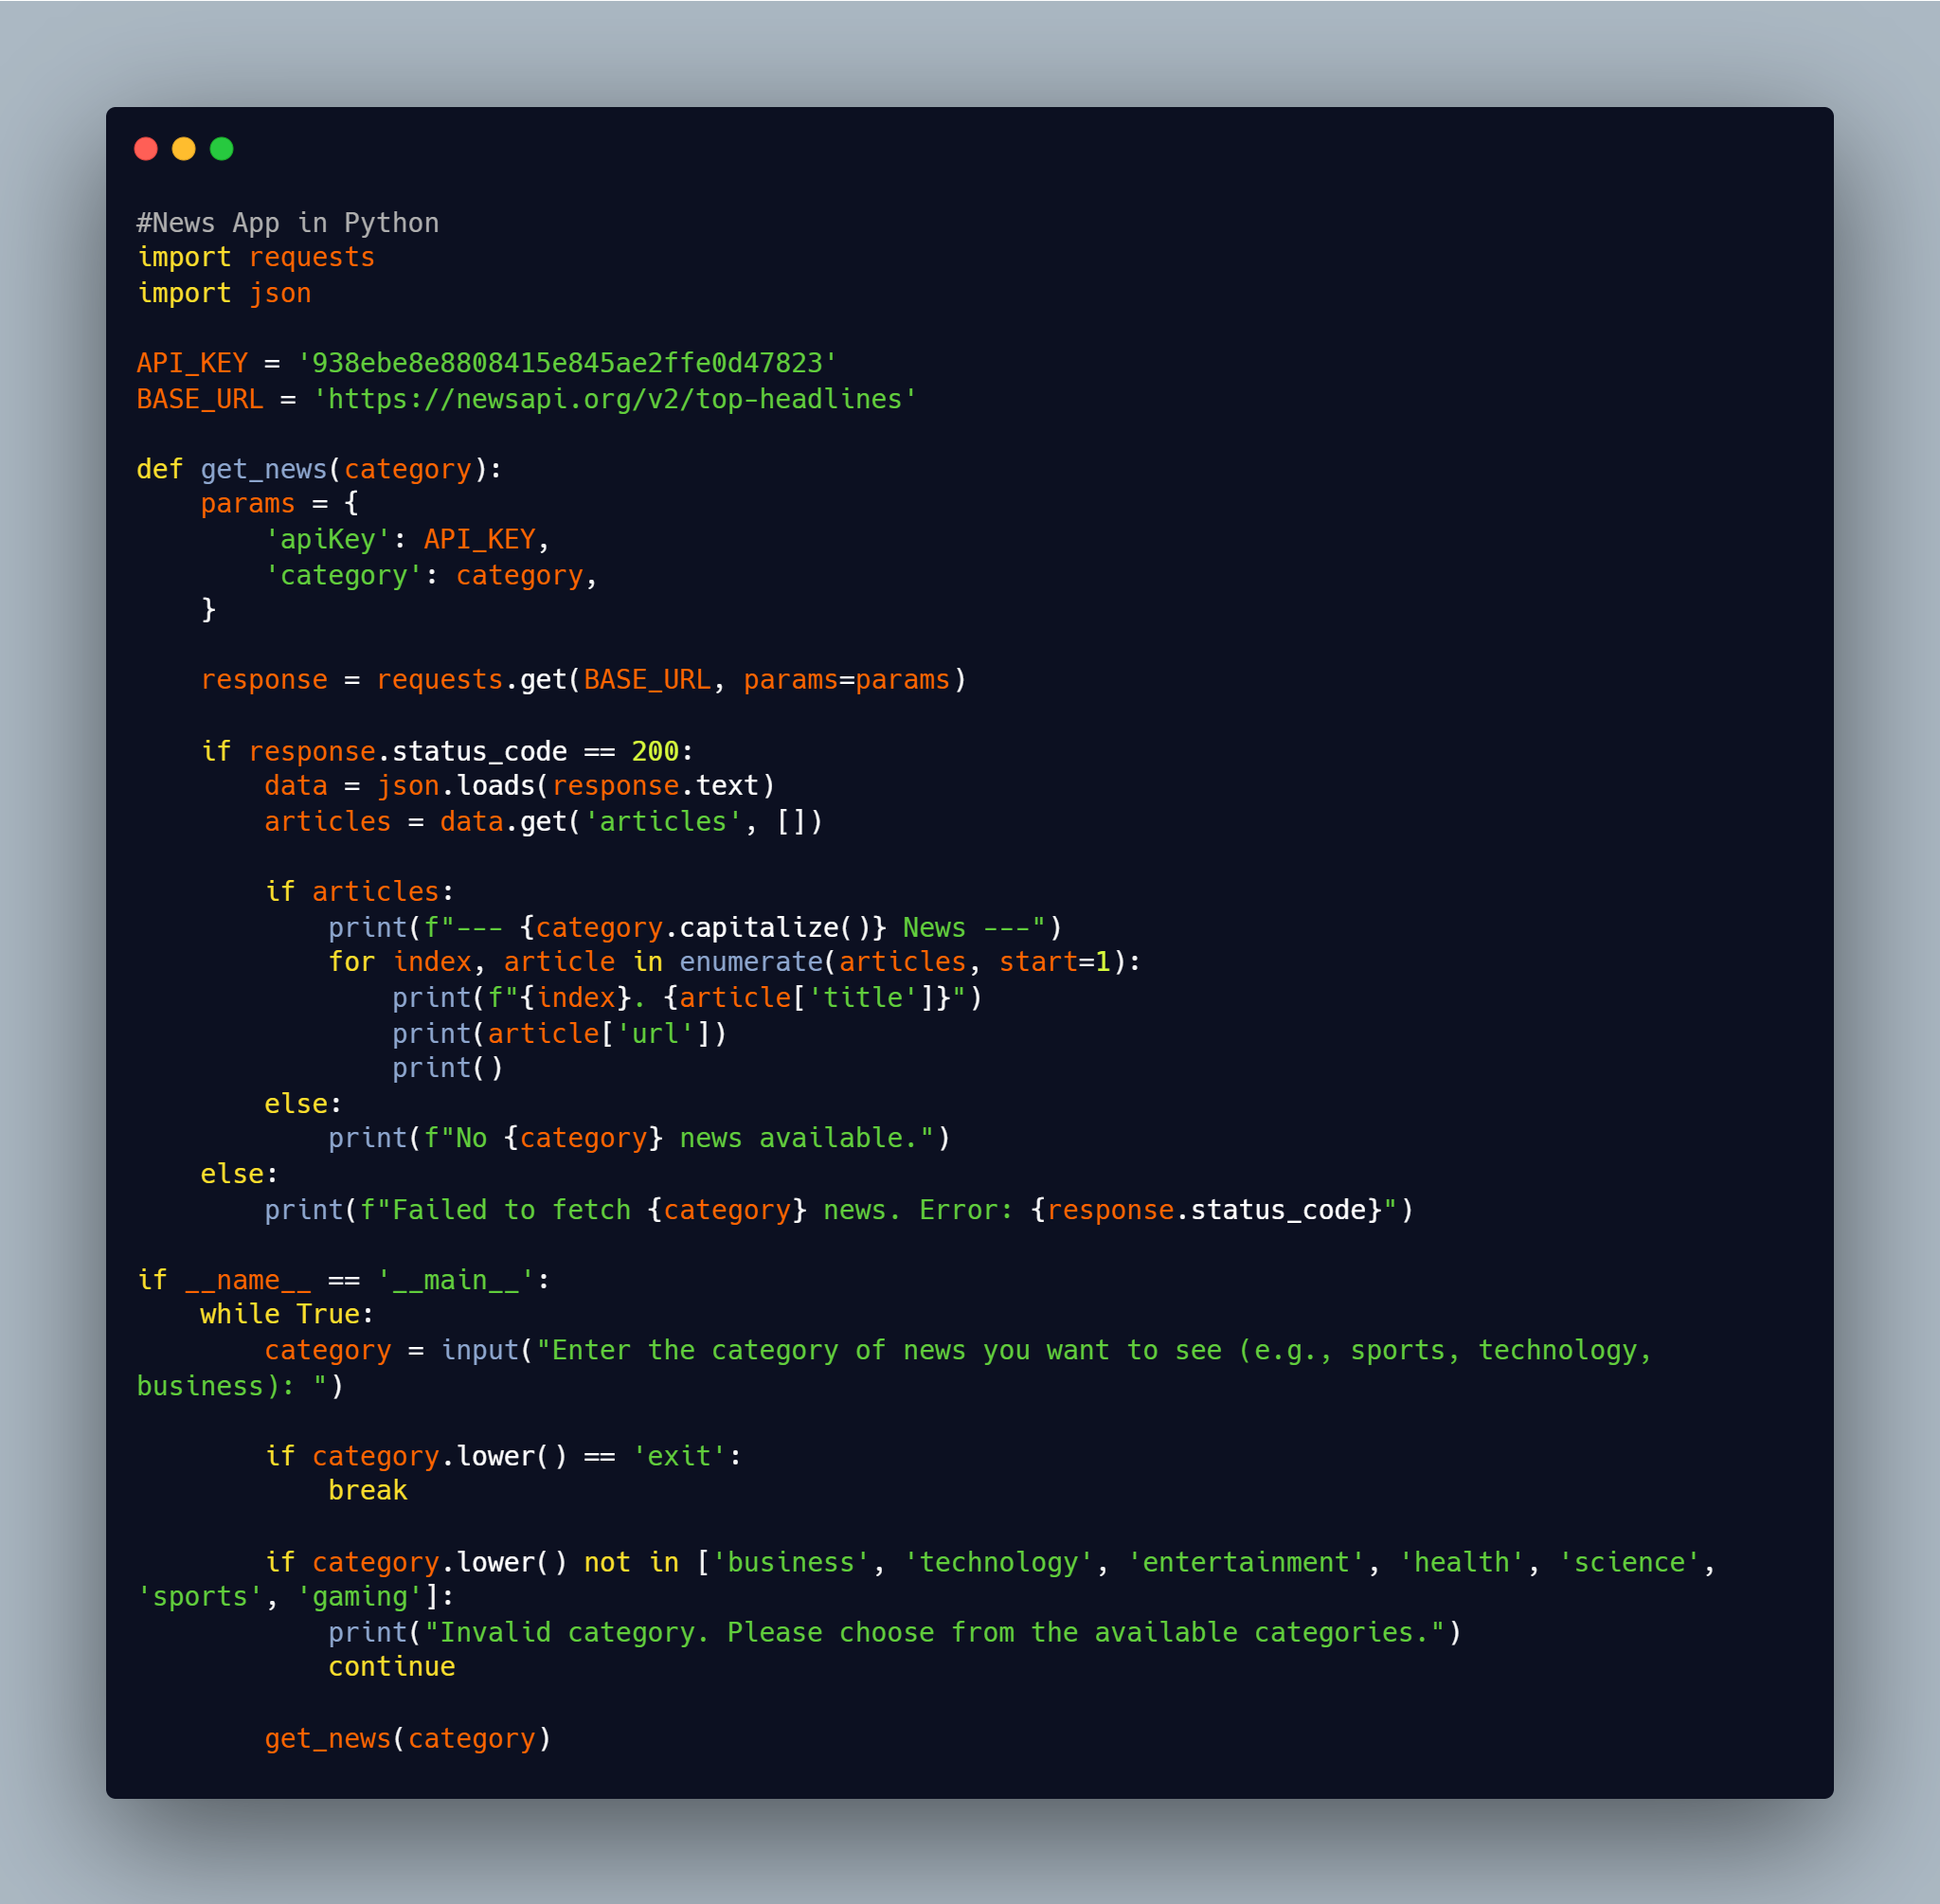 #News App in Python
import requests
import json

API_KEY = '938ebe8e8808415e845ae2ffe0d47823'
BASE_URL = 'https://newsapi.org/v2/top-headlines'

def get_news(category):
    params = {
        'apiKey': API_KEY,
        'category': category,
    }

    response = requests.get(BASE_URL, params=params)

    if response.status_code == 200:
        data = json.loads(response.text)
        articles = data.get('articles', [])

        if articles:
            print(f"--- {category.capitalize()} News ---")
            for index, article in enumerate(articles, start=1):
                print(f"{index}. {article['title']}")
                print(article['url'])
                print()
        else:
            print(f"No {category} news available.")
    else:
        print(f"Failed to fetch {category} news. Error: {response.status_code}")

if __name__ == '__main__':
    while True:
        category = input("Enter the category of news you want to see (e.g., sports, technology,
business): ")

        if category.lower() == 'exit':
            break

        if category.lower() not in ['business', 'technology', 'entertainment', 'health', 'science',
'sports', 'gaming']:
            print("Invalid category. Please choose from the available categories.")
            continue

        get_news(category)